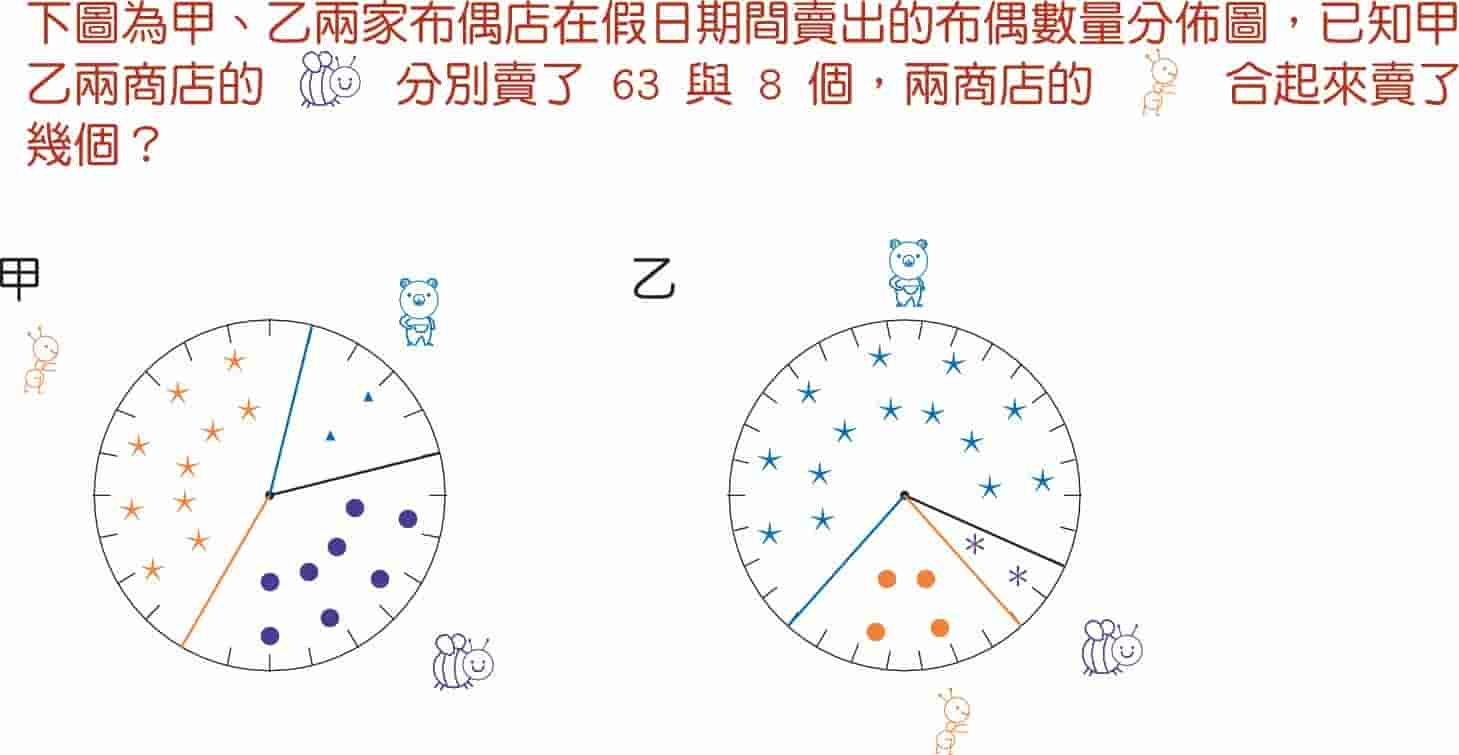 下圖為甲、乙兩家布偶店在假日期間賣出的布偶數量分佈圖，已知甲
乙兩商店的 分別賣了 63 與 8 個，兩商店的 合起來賣了
幾個？
甲
乙